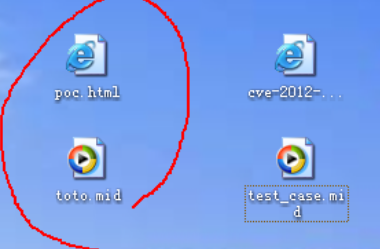 poc.html
cve-2012-...
toto.mid
test_case.mi
d